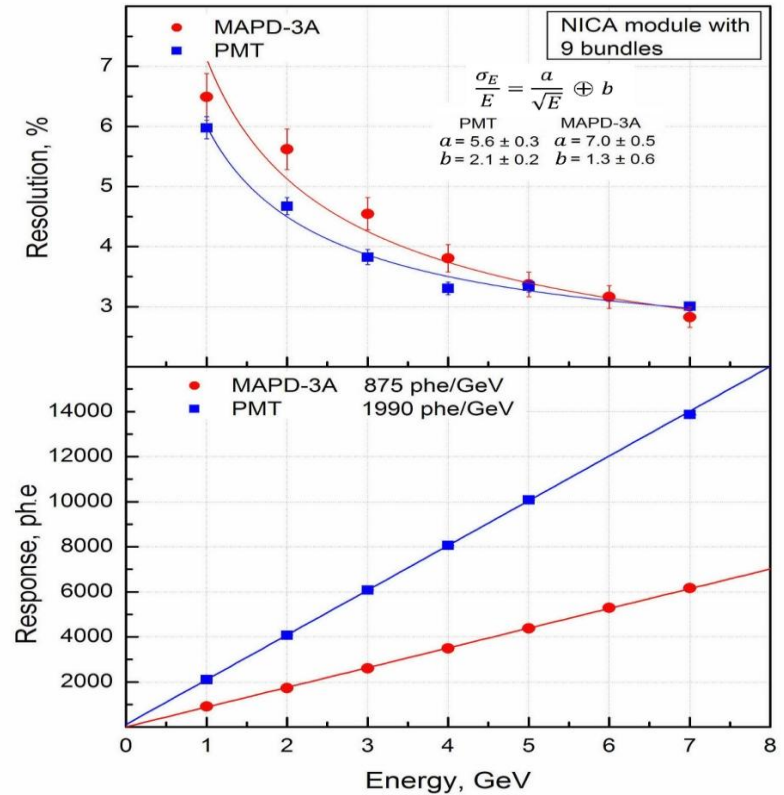 MAPD-3A
PMT
NICA module with
9 bundles
σ_E/E = a/√E ⊕ b
PMT MAPD-3A
a = 5.6 ± 0.3 a = 7.0 ± 0.5
b = 2.1 ± 0.2 b = 1.3 ± 0.6
Resolution, %
7
6
5
4
3
MAPD-3A 875 phe/GeV
PMT 1990 phe/GeV
Response, ph.e
14000
12000
10000
8000
6000
4000
2000
0 1 2 3 4 5 6 7 8
Energy, GeV